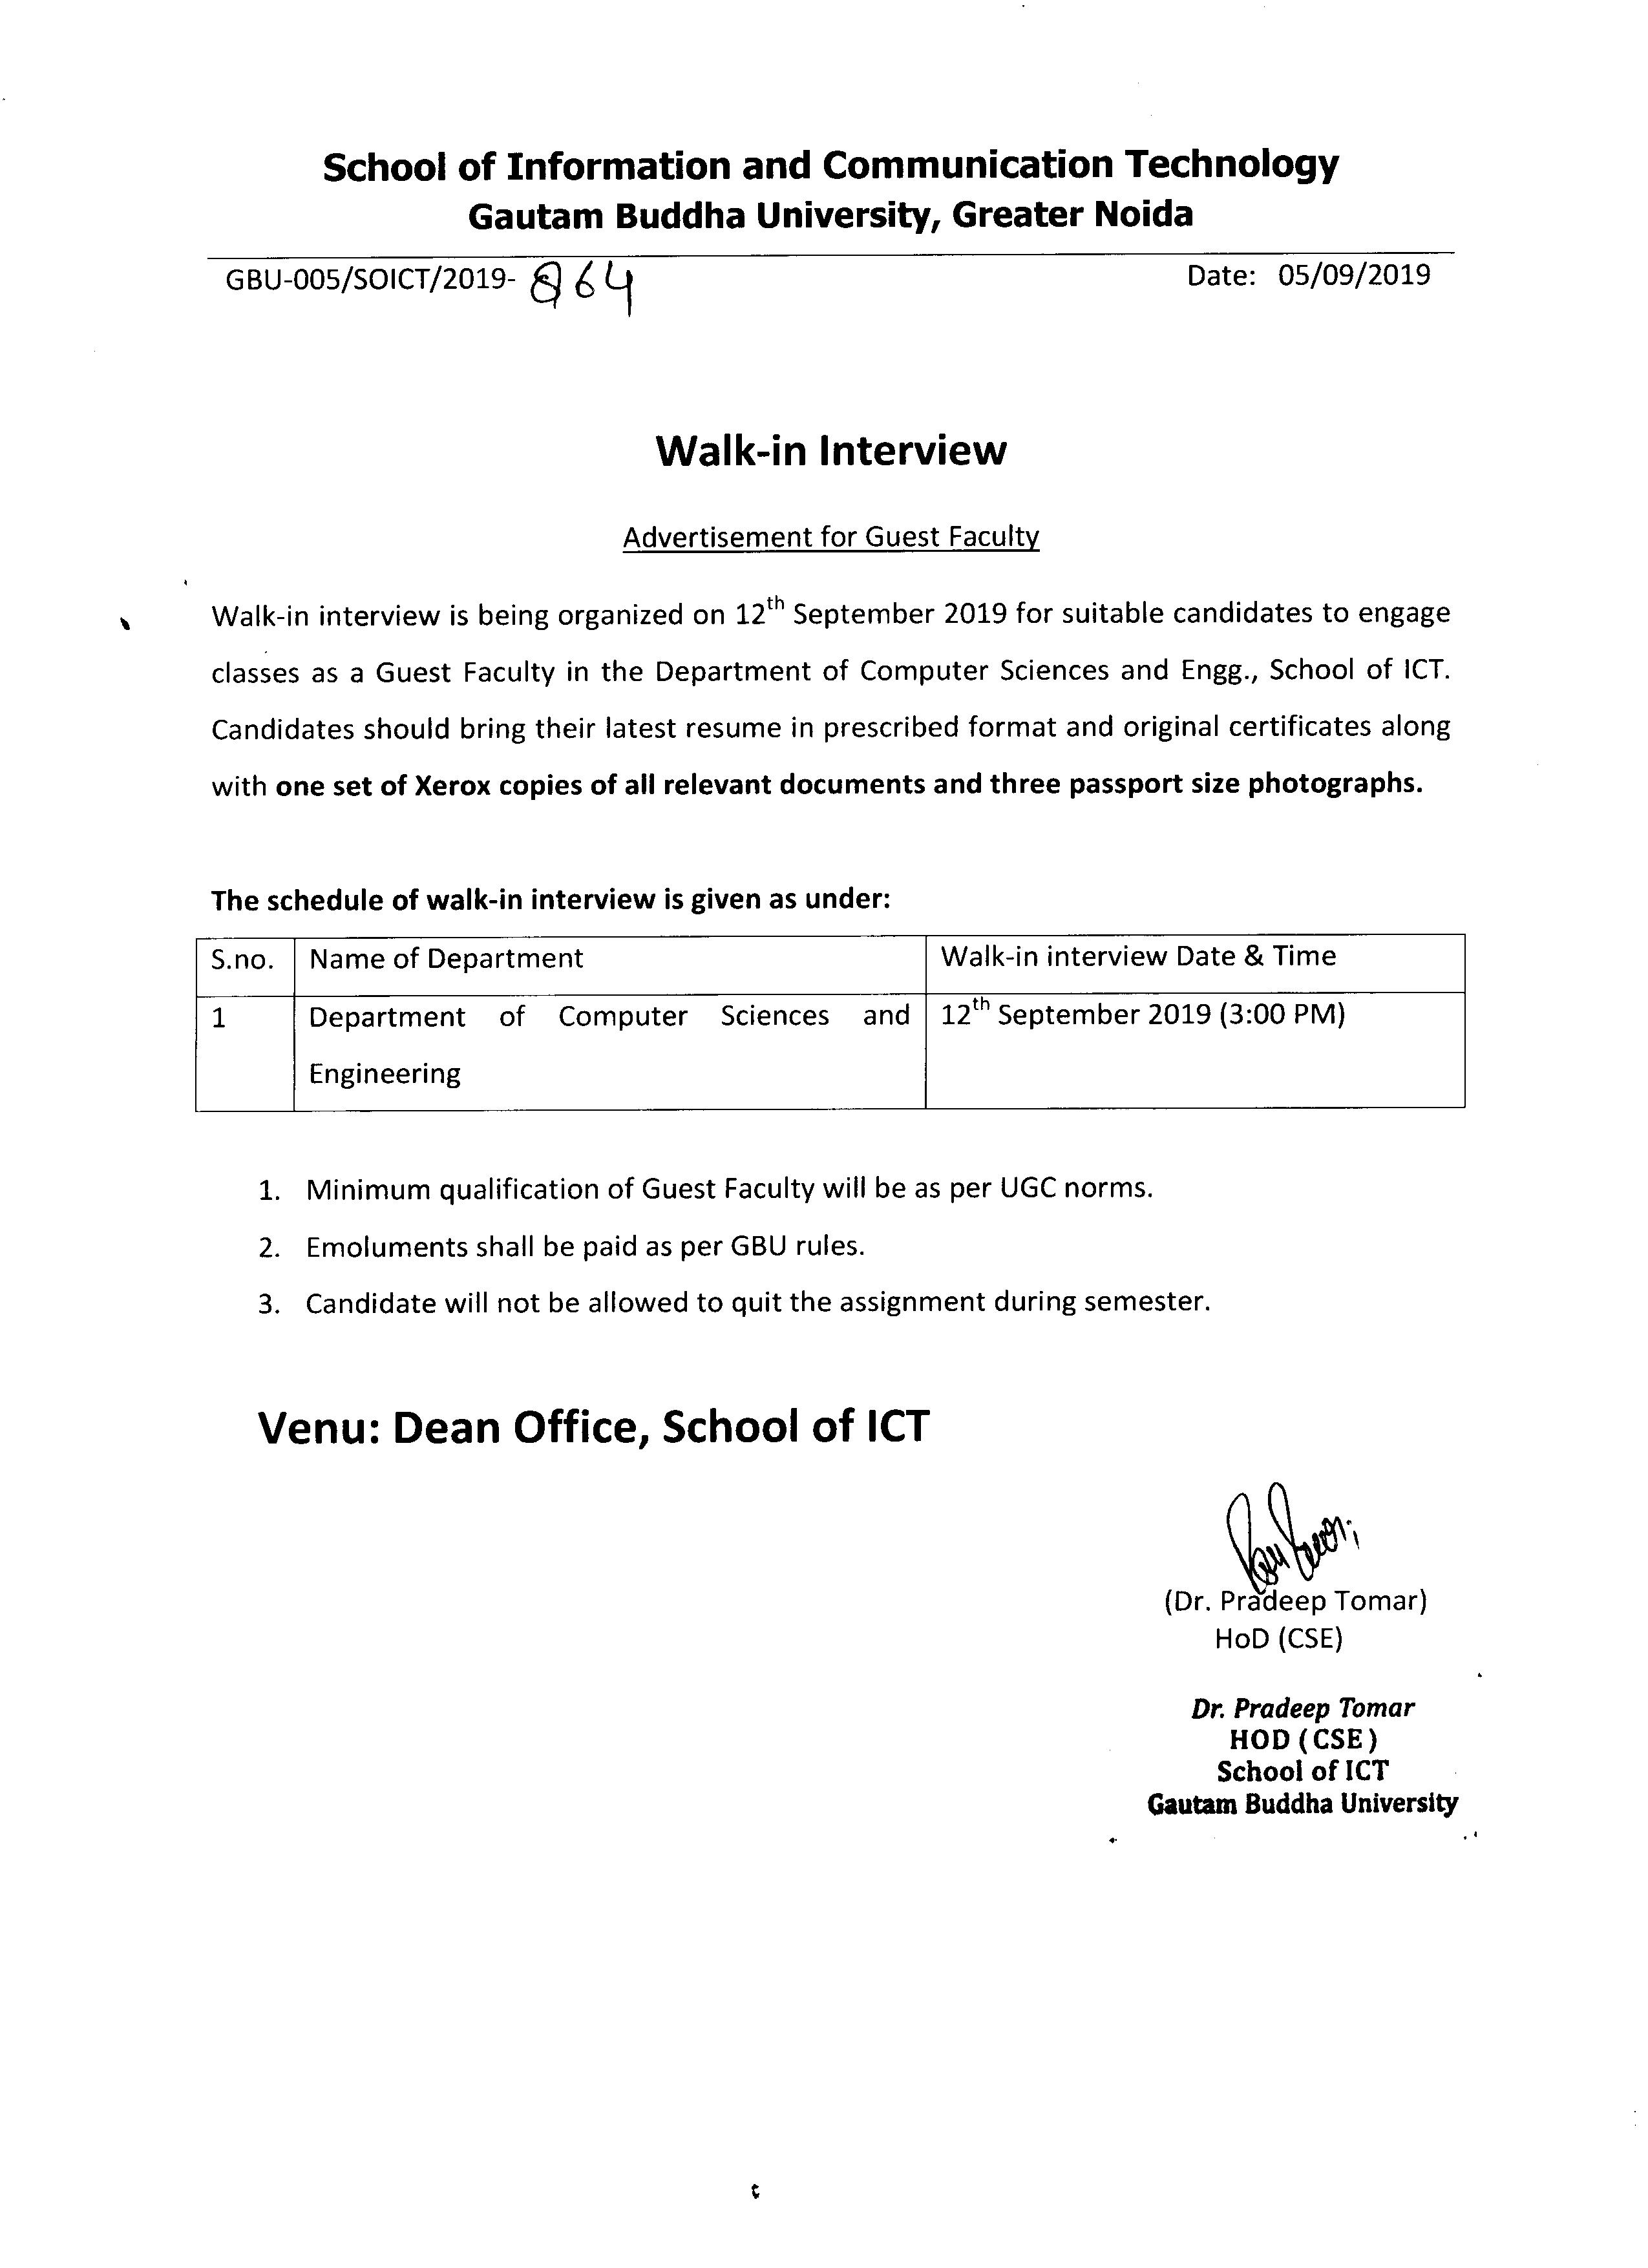 School of Information and Communication Technology
Gautam Buddha University, Greater Noida
GBU-005/SOICT/2019- 864 Date: 05/09/2019
Walk-in Interview
Advertisement for Guest Faculty
Walk-in interview is being organized on 12th September 2019 for suitable candidates to engage
classes as a Guest Faculty in the Department of Computer Sciences and Engg., School of ICT.
Candidates should bring their latest resume in prescribed format and original certificates along
with one set of Xerox copies of all relevant documents and three passport size photographs.
The schedule of walk-in interview is given as under:
S.no. Name of Department Walk-in interview Date & Time
1 Department of Computer Sciences and 12th September 2019 (3:00 PM)
Engineering
1. Minimum qualification of Guest Faculty will be as per UGC norms.
2. Emoluments shall be paid as per GBU rules.
3. Candidate will not be allowed to quit the assignment during semester.
Venu: Dean Office, School of ICT
(Dr. Pradeep Tomar)
HoD (CSE)
Dr. Pradeep Tomar
HOD (CSE)
School of ICT
Gautam Buddha University